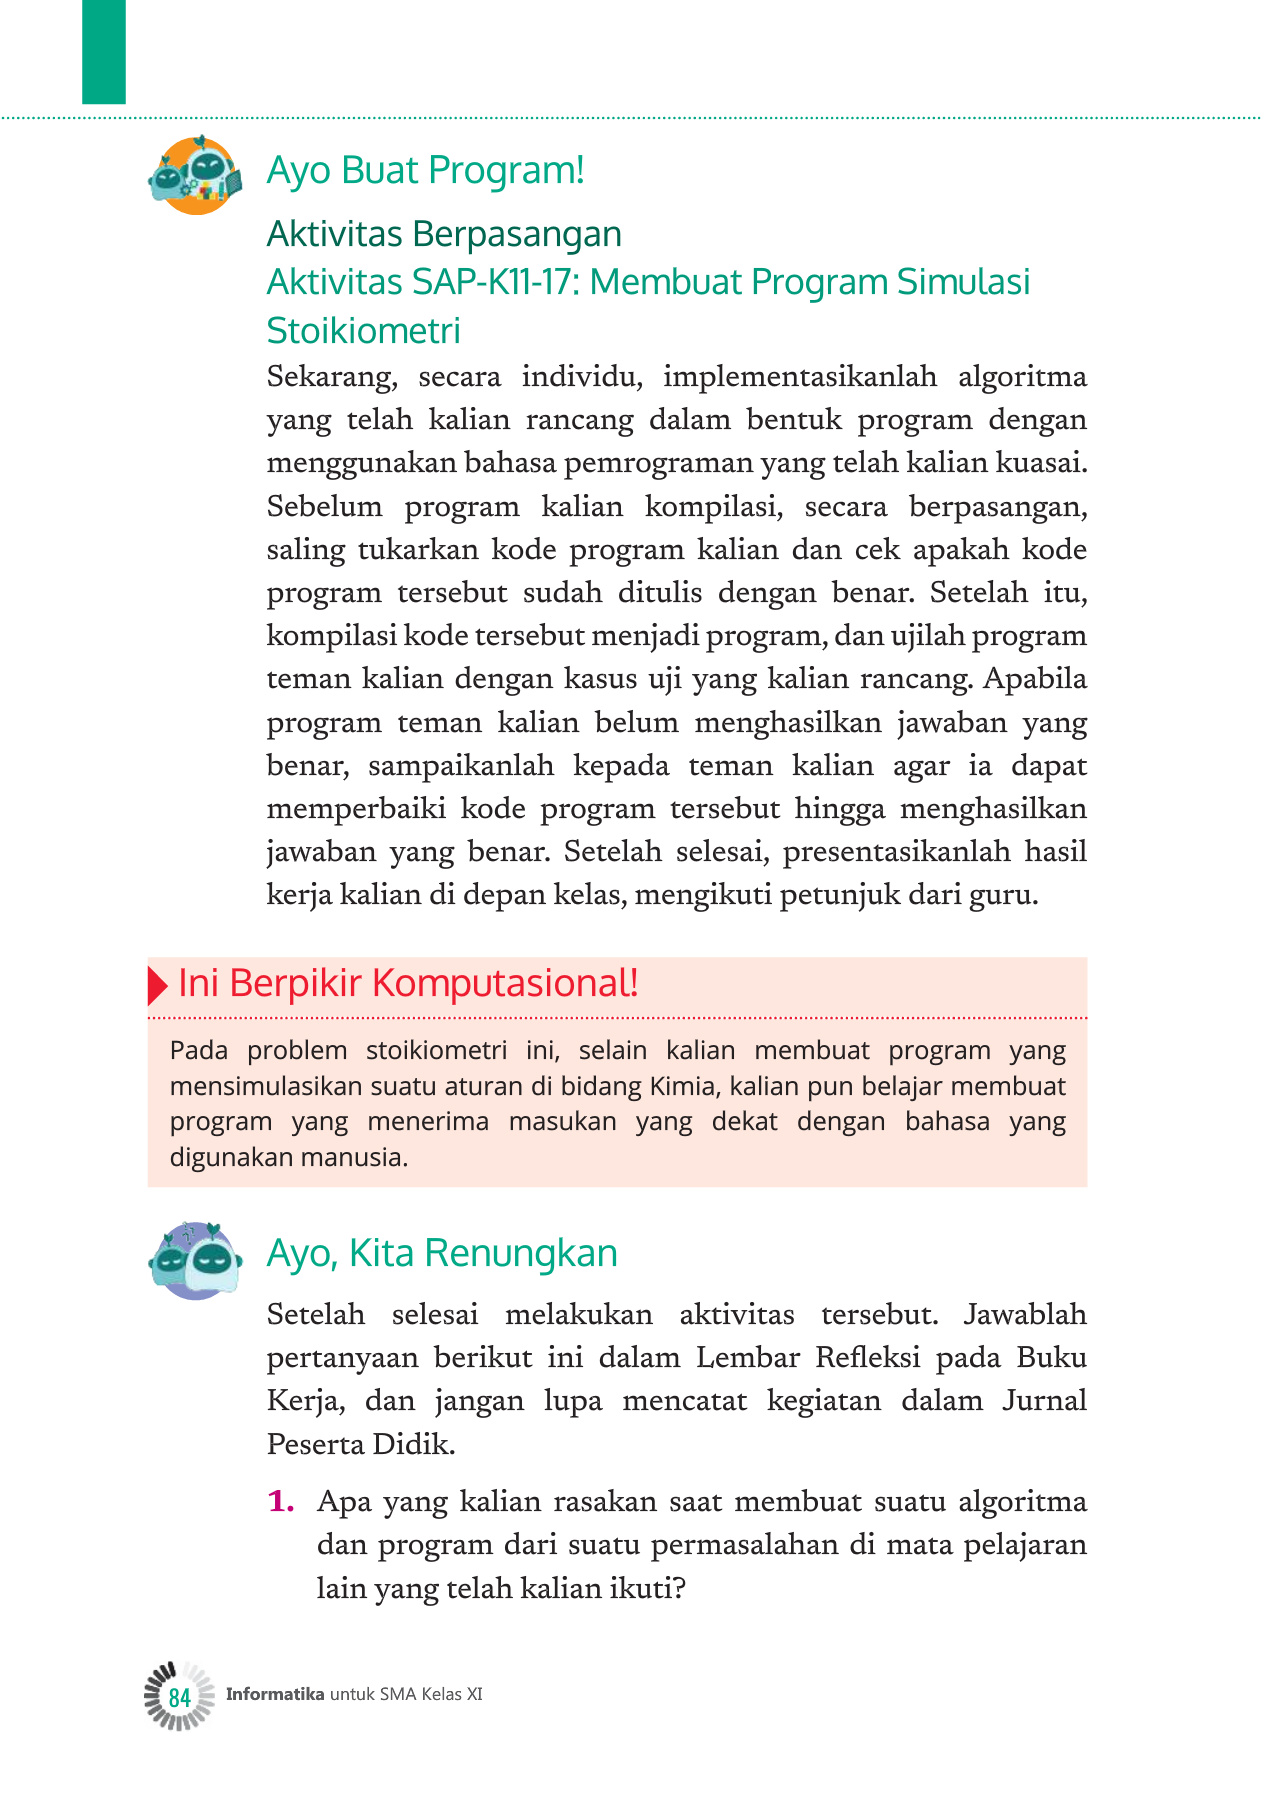 Ayo Buat Program!
Aktivitas Berpasangan
Aktivitas SAP-K11-17: Membuat Program Simulasi
Stoikiometri
Sekarang, secara individu, implementasikanlah algoritma
yang telah kalian rancang dalam bentuk program dengan
menggunakan bahasa pemrograman yang telah kalian kuasai.
Sebelum program kalian kompilasi, secara berpasangan,
saling tukarkan kode program kalian dan cek apakah kode
program tersebut sudah ditulis dengan benar. Setelah itu,
kompilasi kode tersebut menjadi program, dan ujilah program
teman kalian dengan kasus uji yang kalian rancang. Apabila
program teman kalian belum menghasilkan jawaban yang
benar, sampaikanlah kepada teman kalian agar ia dapat
memperbaiki kode program tersebut hingga menghasilkan
jawaban yang benar. Setelah selesai, presentasikanlah hasil
kerja kalian di depan kelas, mengikuti petunjuk dari guru.
Ini Berpikir Komputasional!
Pada problem stoikiometri ini, selain kalian membuat program yang
mensimulasikan suatu aturan di bidang Kimia, kalian pun belajar membuat
program yang menerima masukan yang dekat dengan bahasa yang
digunakan manusia.
Ayo, Kita Renungkan
Setelah selesai melakukan aktivitas tersebut. Jawablah
pertanyaan berikut ini dalam Lembar Refleksi pada Buku
Kerja, dan jangan lupa mencatat kegiatan dalam Jurnal
Peserta Didik.
1. Apa yang kalian rasakan saat membuat suatu algoritma
dan program dari suatu permasalahan di mata pelajaran
lain yang telah kalian ikuti?
84 Informatika untuk SMA Kelas XI